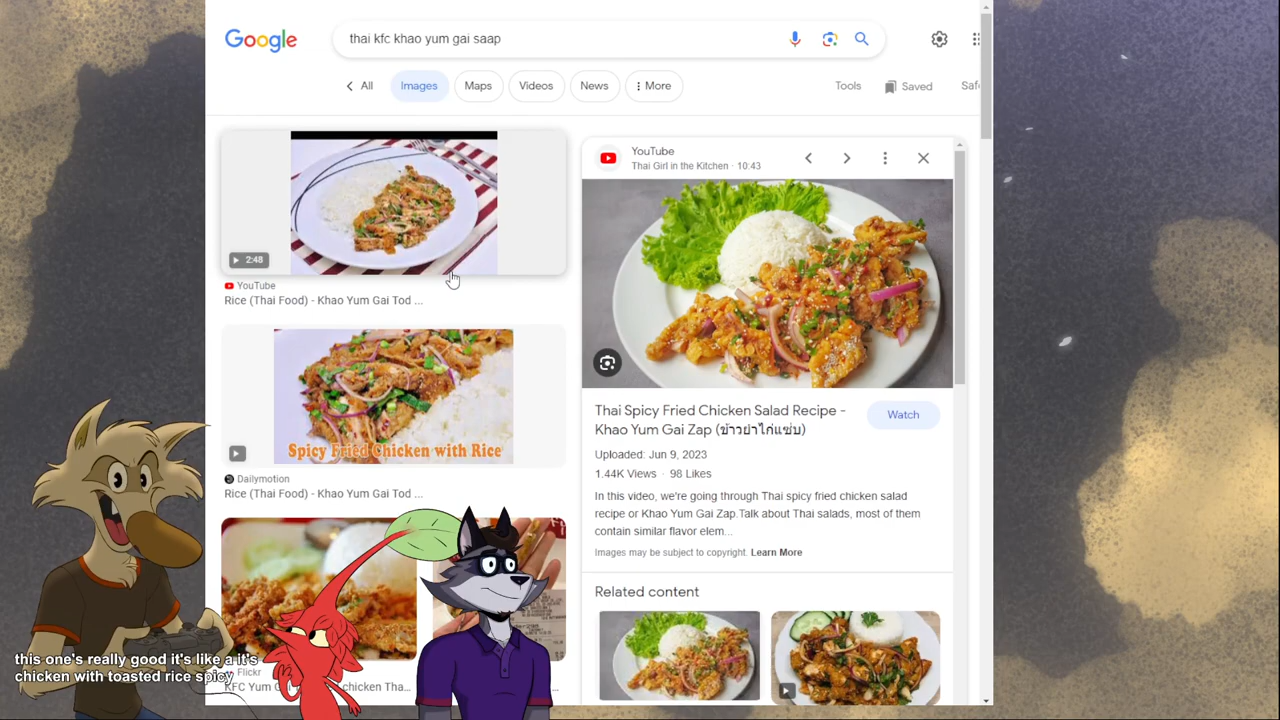 Google
thai kfc khao yum gai saap
All
Images
Maps
Videos
News
More
Tools
Saved
2:48
YouTube
Rice (Thai Food) - Khao Yum Gai Tod ...
Spicy Fried Chicken with Rice
Dailymotion
Rice (Thai Food) - Khao Yum Gai Tod ...
Flickr
KFC Yum
chicken Tha...
YouTube
Thai Girl in the Kitchen · 10:43
Thai Spicy Fried Chicken Salad Recipe -
Khao Yum Gai Zap (ข้าวยำไก่แซ่บ)
Watch
Uploaded: Jun 9, 2023
1.44K Views · 98 Likes
In this video, we're going through Thai spicy fried chicken salad
recipe or Khao Yum Gai Zap.Talk about Thai salads, most of them
contain similar flavor elem...
Images may be subject to copyright. Learn More
Related content
this one's really good it's like a it's
chicken with toasted rice spicy